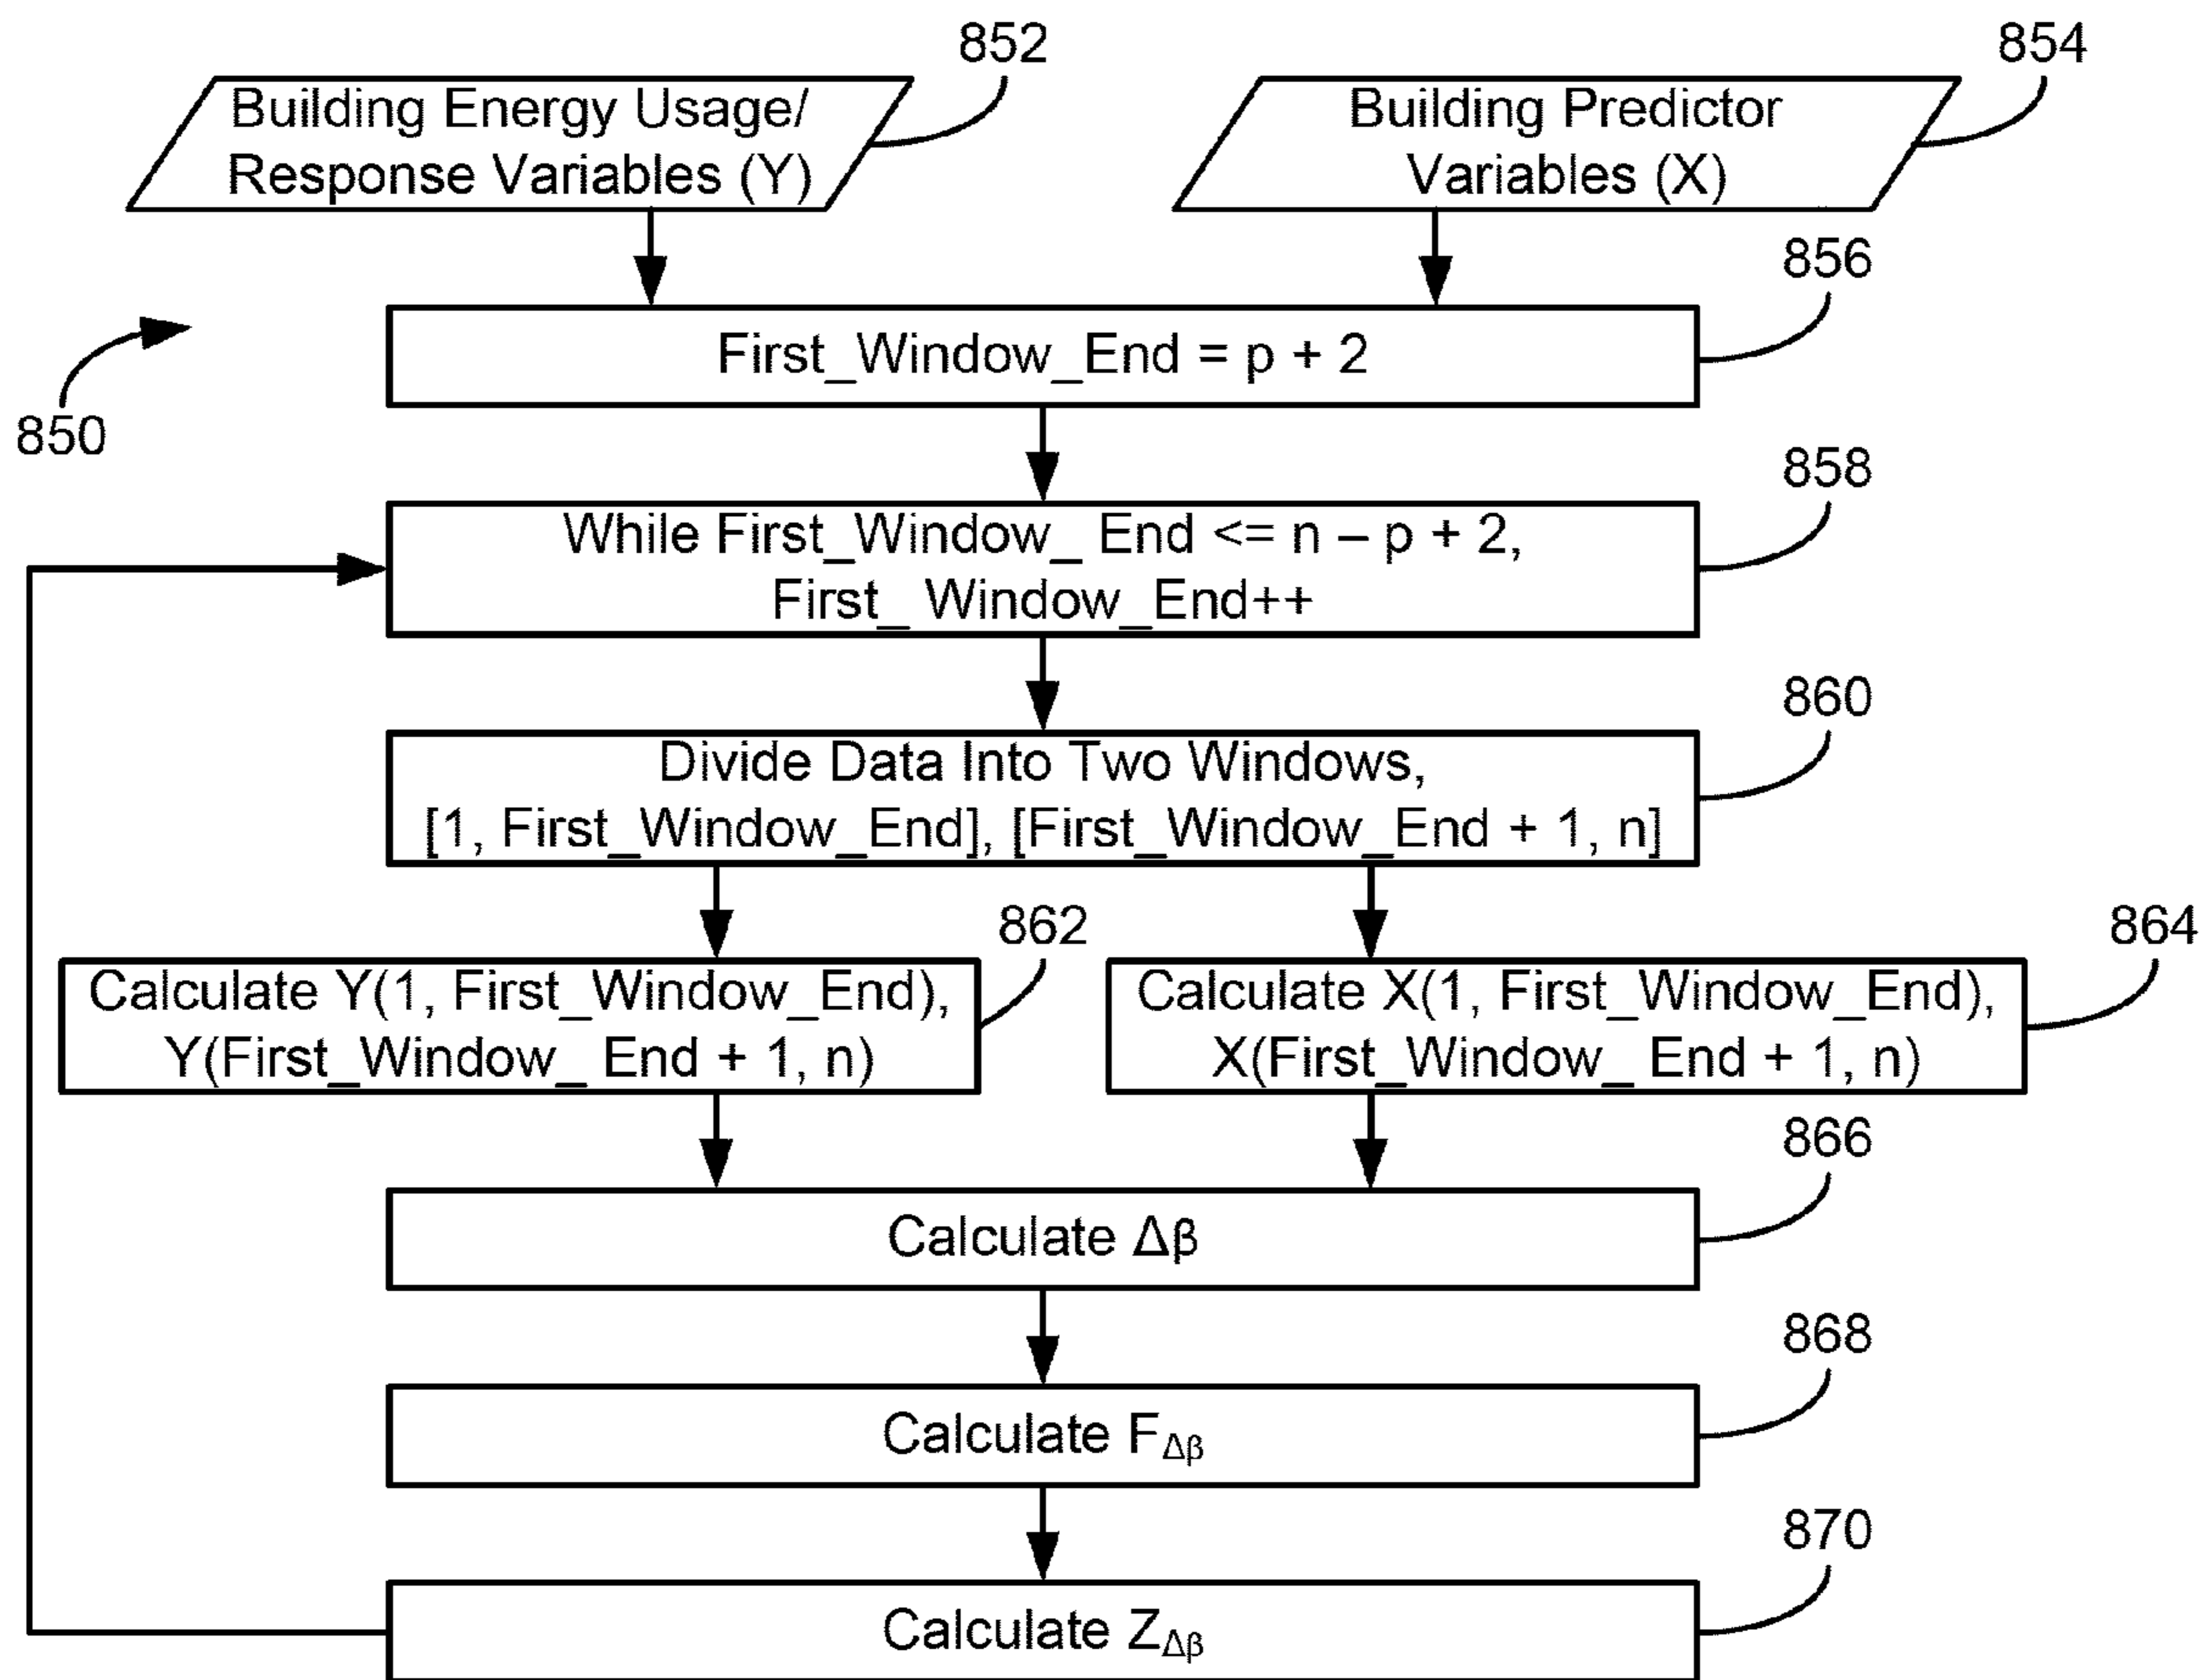 852
854
Building Energy Usage/
Response Variables (Y)
Building Predictor
Variables (X)
856
First_Window_End = p + 2
850
858
While First_Window_ End <= n – p + 2,
First_ Window_End++
860
Divide Data Into Two Windows,
[1, First_Window_End], [First_Window_End + 1, n]
862
864
Calculate Y(1, First_Window_End),
Y(First_Window_ End + 1, n)
Calculate X(1, First_Window_End),
X(First_Window_ End + 1, n)
866
Calculate Δβ
868
Calculate F_Δβ
870
Calculate Z_Δβ